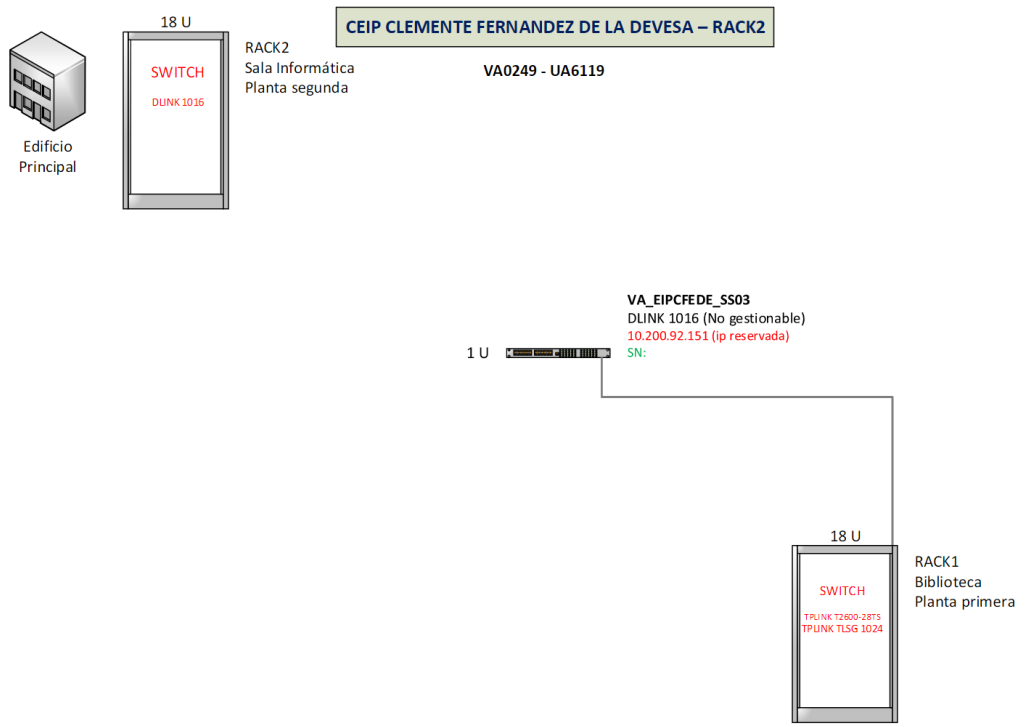 CEIP CLEMENTE FERNANDEZ DE LA DEVESA – RACK2
VA0249 - UA6119
18 U
SWITCH
DLINK 1016
RACK2
Sala Informática
Planta segunda
Edificio
Principal
VA_EIPCFEDE_SS03
DLINK 1016 (No gestionable)
10.200.92.151 (ip reservada)
SN:
1 U
18 U
SWITCH
TPLINK T2600-28TS
TPLINK TLSG 1024
RACK1
Biblioteca
Planta primera